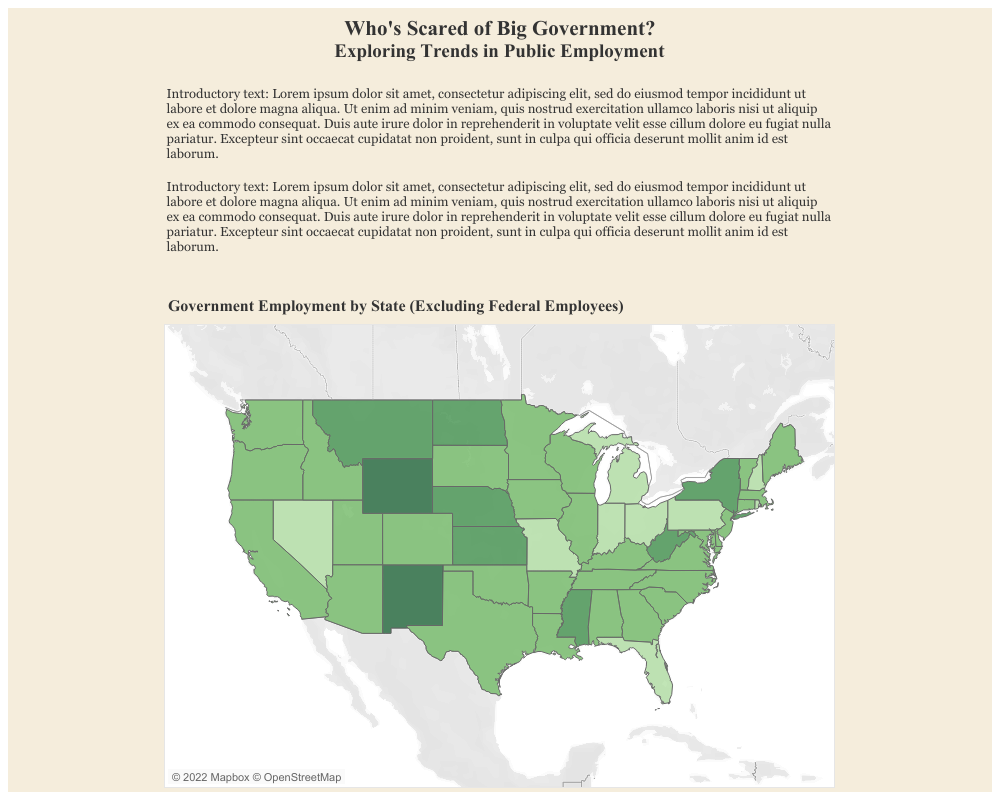 Who's Scared of Big Government?
Exploring Trends in Public Employment
Introductory text: Lorem ipsum dolor sit amet, consectetur adipiscing elit, sed do eiusmod tempor incididunt ut
labore et dolore magna aliqua. Ut enim ad minim veniam, quis nostrud exercitation ullamco laboris nisi ut aliquip
ex ea commodo consequat. Duis aute irure dolor in reprehenderit in voluptate velit esse cillum dolore eu fugiat nulla
pariatur. Excepteur sint occaecat cupidatat non proident, sunt in culpa qui officia deserunt mollit anim id est
laborum.
Introductory text: Lorem ipsum dolor sit amet, consectetur adipiscing elit, sed do eiusmod tempor incididunt ut
labore et dolore magna aliqua. Ut enim ad minim veniam, quis nostrud exercitation ullamco laboris nisi ut aliquip
ex ea commodo consequat. Duis aute irure dolor in reprehenderit in voluptate velit esse cillum dolore eu fugiat nulla
pariatur. Excepteur sint occaecat cupidatat non proident, sunt in culpa qui officia deserunt mollit anim id est
laborum.
Government Employment by State (Excluding Federal Employees)
© 2022 Mapbox © OpenStreetMap